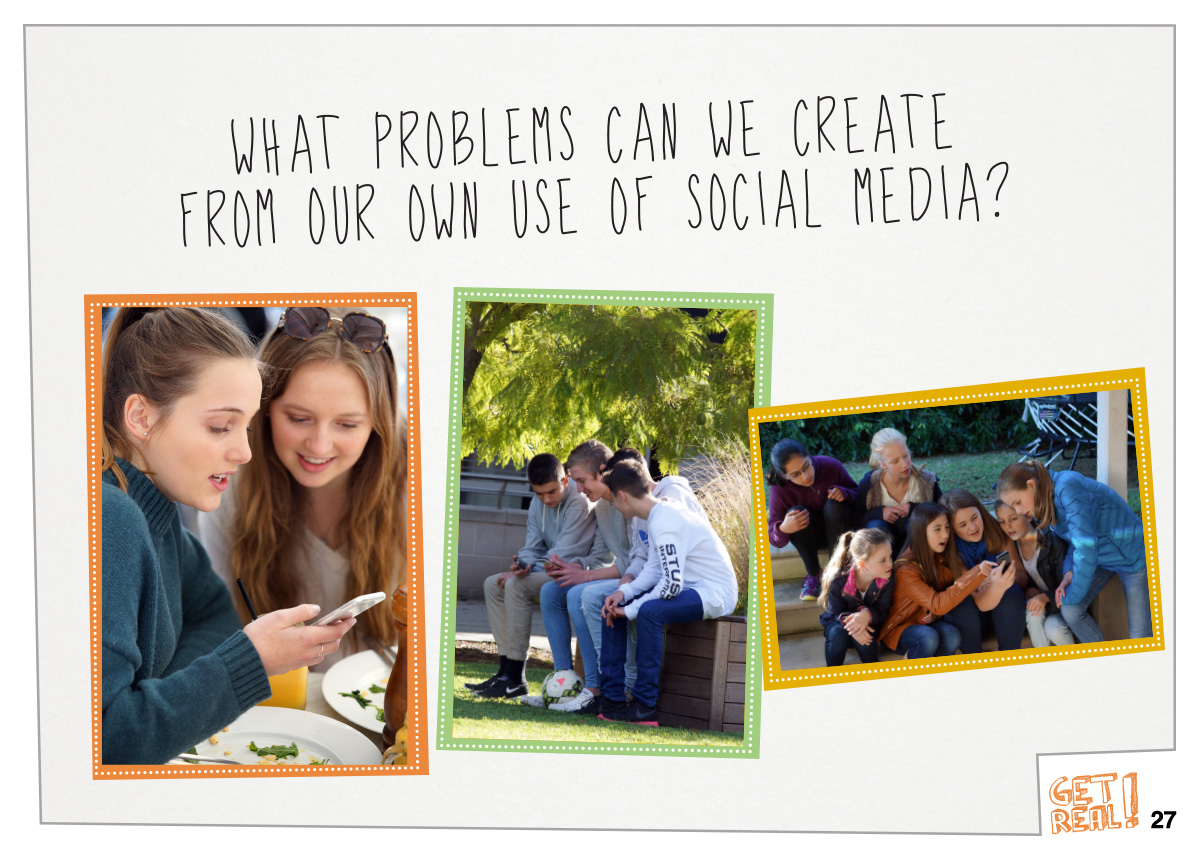 WHAT PROBLEMS CAN WE CREATE
FROM OUR OWN USE OF SOCIAL MEDIA?
GET
REAL!
27